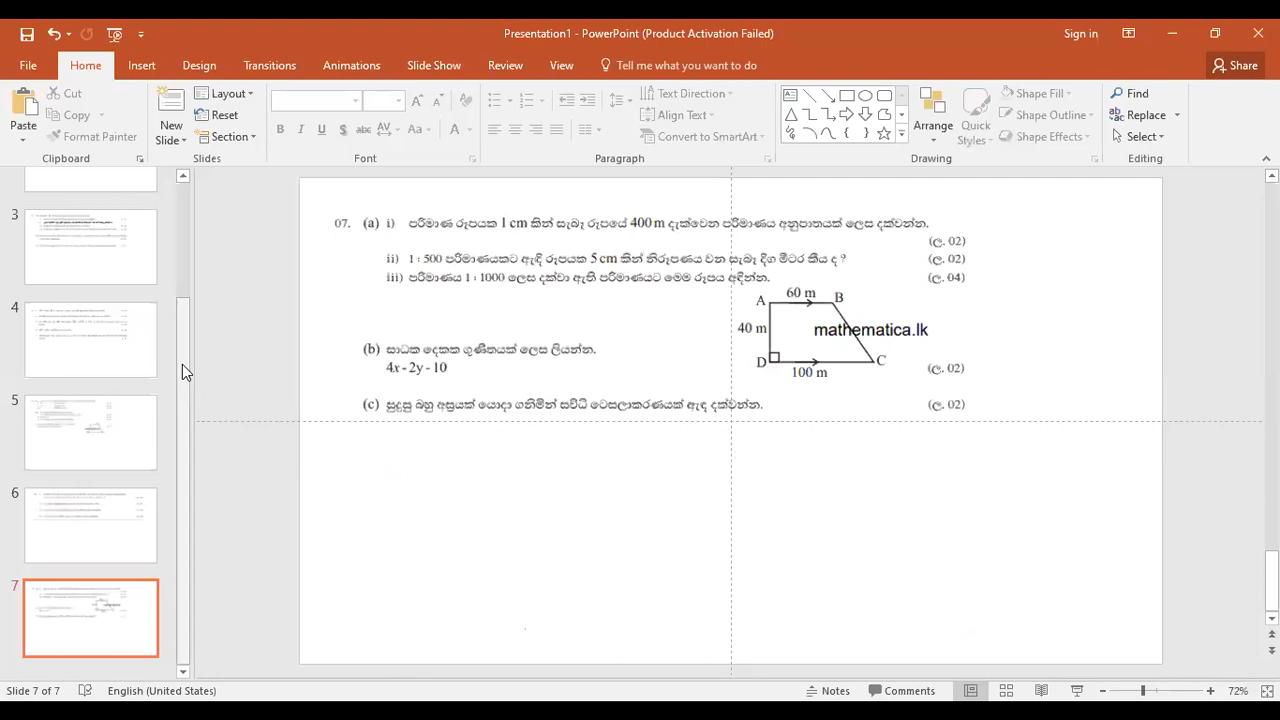 Presentation1 - PowerPoint (Product Activation Failed)
Sign in
File Home Insert Design Transitions Animations Slide Show Review View Tell me what you want to do Share
Paste
Cut
Copy
Format Painter
Clipboard
New Slide
Layout
Reset
Section
Slides
Font
Text Direction
Align Text
Convert to SmartArt
Paragraph
Arrange
Quick Styles
Shape Fill
Shape Outline
Shape Effects
Drawing
Find
Replace
Select
Editing
3
4
5
6
7
07. (a) i) පරිමාණ රූපයක 1 cm කින් සැබෑ රූපයේ 400 m දැක්වෙන පරිමාණය අනුපාතයක් ලෙස දක්වන්න.
(ල. 02)
ii) 1 : 500 පරිමාණයකට ඇඳි රූපයක 5 cm කින් නිරූපණය වන සැබෑ දිග මීටර කීය ද ? (ල. 02)
iii) පරිමාණය 1 : 1000 ලෙස දක්වා ඇති පරිමාණයට මෙම රූපය අඳින්න. (ල. 04)
60 m
A B
40 m mathematica.lk
D C
100 m
(b) සාධක දෙකක ගුණිතයක් ලෙස ලියන්න.
4x - 2y - 10 (ල. 02)
(c) සුදුසු බහු අස්‍රයක් යොදා ගනිමින් සවිධි ටෙසලාකරණයක් ඇඳ දක්වන්න. (ල. 02)
Slide 7 of 7 English (United States) Notes Comments 72%